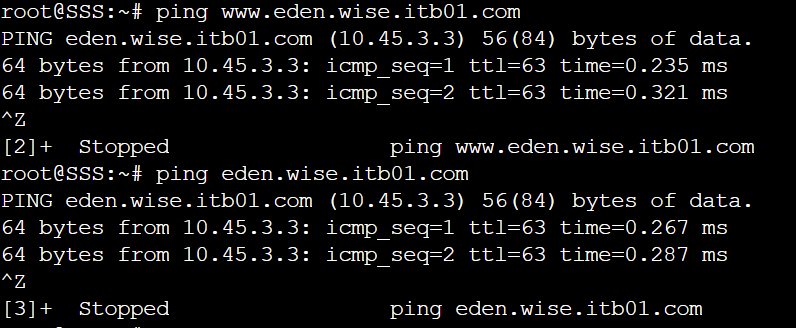 root@SSS:~# ping www.eden.wise.itb01.com
PING eden.wise.itb01.com (10.45.3.3) 56(84) bytes of data.
64 bytes from 10.45.3.3: icmp_seq=1 ttl=63 time=0.235 ms
64 bytes from 10.45.3.3: icmp_seq=2 ttl=63 time=0.321 ms
^Z
[2]+  Stopped                 ping www.eden.wise.itb01.com
root@SSS:~# ping eden.wise.itb01.com
PING eden.wise.itb01.com (10.45.3.3) 56(84) bytes of data.
64 bytes from 10.45.3.3: icmp_seq=1 ttl=63 time=0.267 ms
64 bytes from 10.45.3.3: icmp_seq=2 ttl=63 time=0.287 ms
^Z
[3]+  Stopped                 ping eden.wise.itb01.com